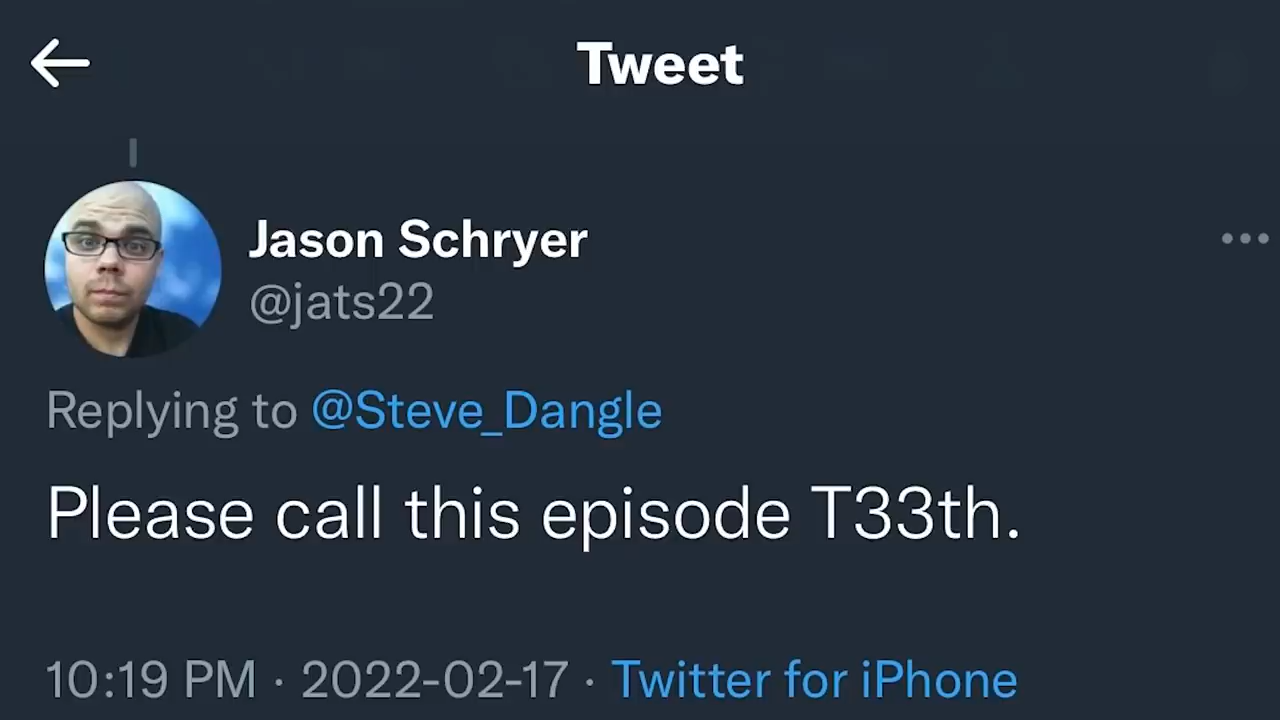 Tweet
Jason Schryer
@jats22
Replying to @Steve_Dangle
Please call this episode T33th.
10:19 PM · 2022-02-17 · Twitter for iPhone